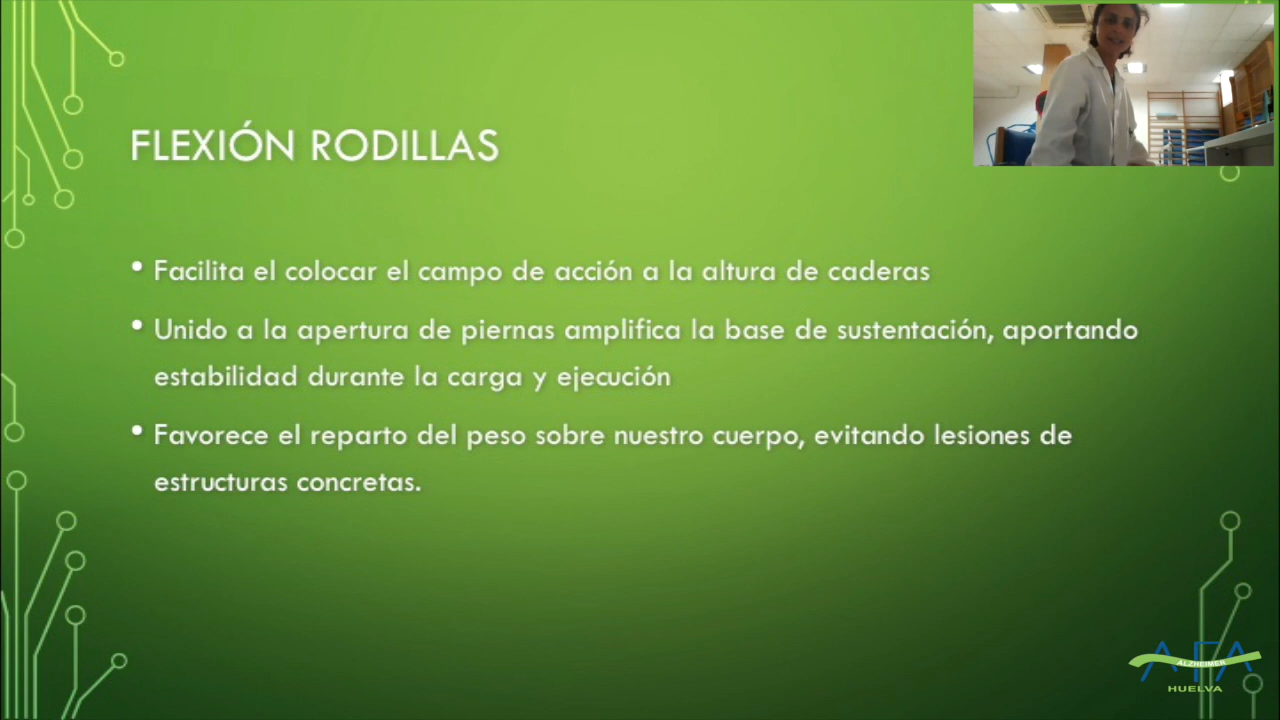 FLEXIÓN RODILLAS
• Facilita el colocar el campo de acción a la altura de caderas
• Unido a la apertura de piernas amplifica la base de sustentación, aportando
estabilidad durante la carga y ejecución
• Favorece el reparto del peso sobre nuestro cuerpo, evitando lesiones de
estructuras concretas.
AFA
ALZHEIMER
HUELVA